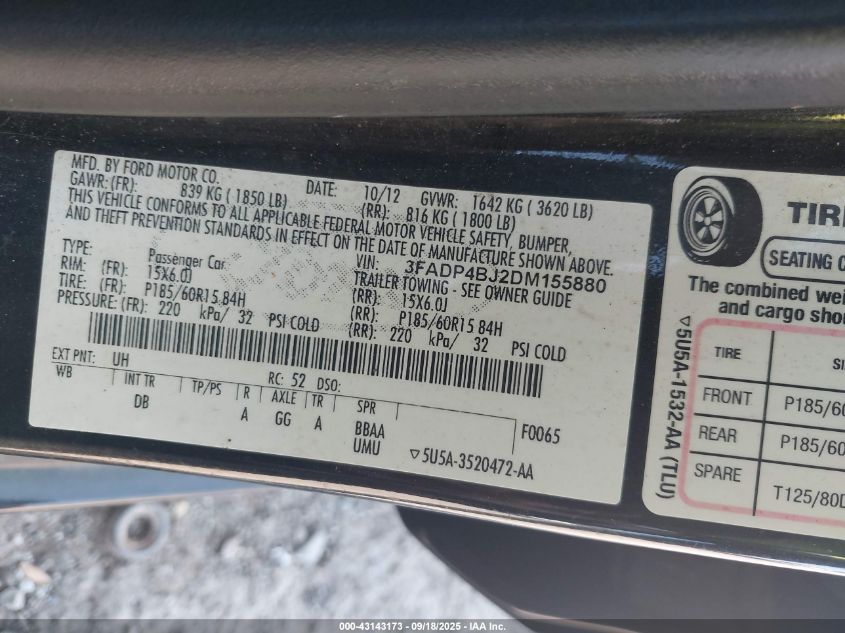 MFD. BY FORD MOTOR CO.
DATE: 10/12 GVWR: 1642 KG ( 3620 LB)
GAWR: (FR): 839 KG ( 1850 LB) (RR): 816 KG ( 1800 LB)
THIS VEHICLE CONFORMS TO ALL APPLICABLE FEDERAL MOTOR VEHICLE SAFETY, BUMPER,
AND THEFT PREVENTION STANDARDS IN EFFECT ON THE DATE OF MANUFACTURE SHOWN ABOVE.
VIN: 3FADP4BJ2DM155880
TYPE: Passenger Car TRAILER TOWING - SEE OWNER GUIDE
RIM: (FR): 15X6.0J (RR): 15X6.0J
TIRE: (FR): P185/60R15 84H (RR): P185/60R15 84H
PRESSURE: (FR): 220 kPa/ 32 PSI COLD (RR): 220 kPa/ 32 PSI COLD
EXT PNT: UH RC: 52 DSO:
WB INT TR TP/PS R AXLE TR SPR
DB A GG A BBAA F0065
UMU 5U5A-3520472-AA
TIR
SEATING C
The combined wei
and cargo shou
TIRE SI
FRONT P185/60
REAR P185/60
SPARE T125/80D
5U5A-1532-AA (TLU)
000-43143173 | 09/18/2025 | IAA Inc.